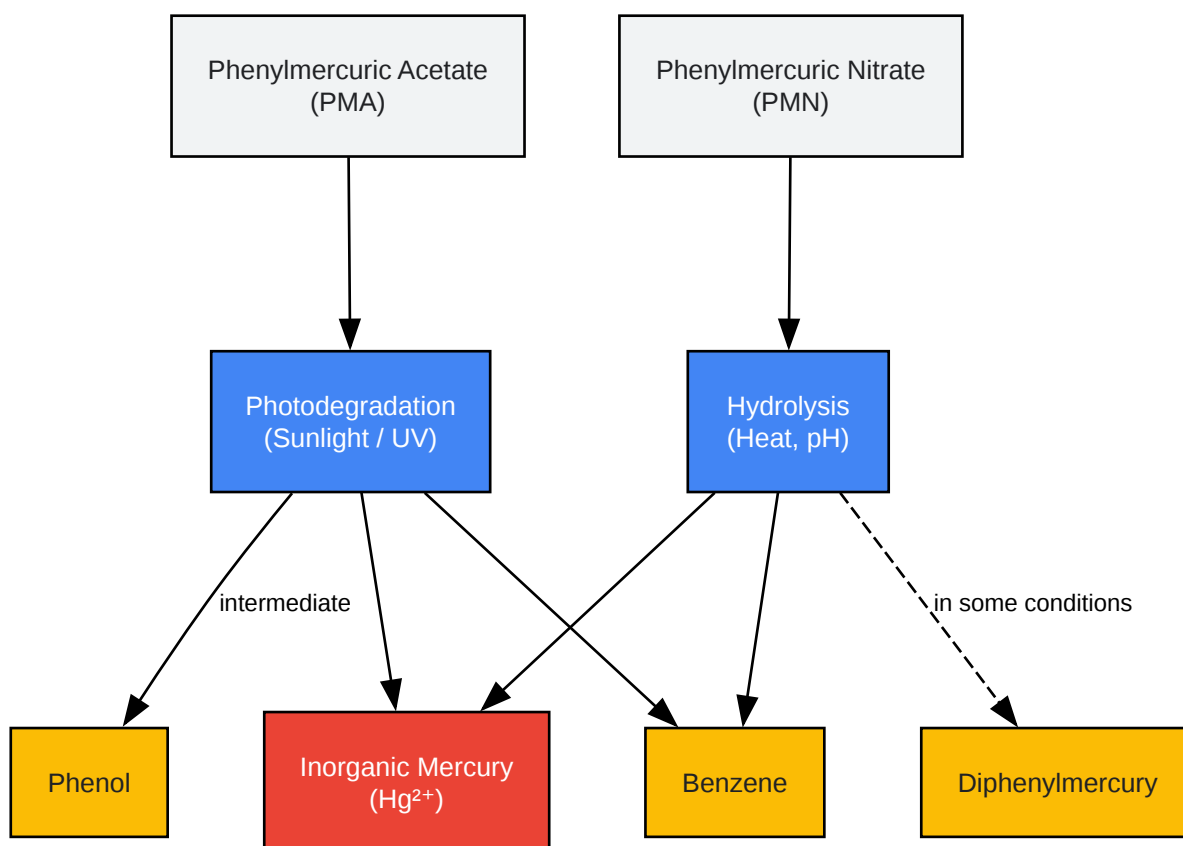 Phenylmercuric Acetate
(PMA)
Phenylmercuric Nitrate
(PMN)
Photodegradation
(Sunlight / UV)
Hydrolysis
(Heat, pH)
intermediate
in some conditions
Phenol
Inorganic Mercury
(Hg²⁺)
Benzene
Diphenylmercury